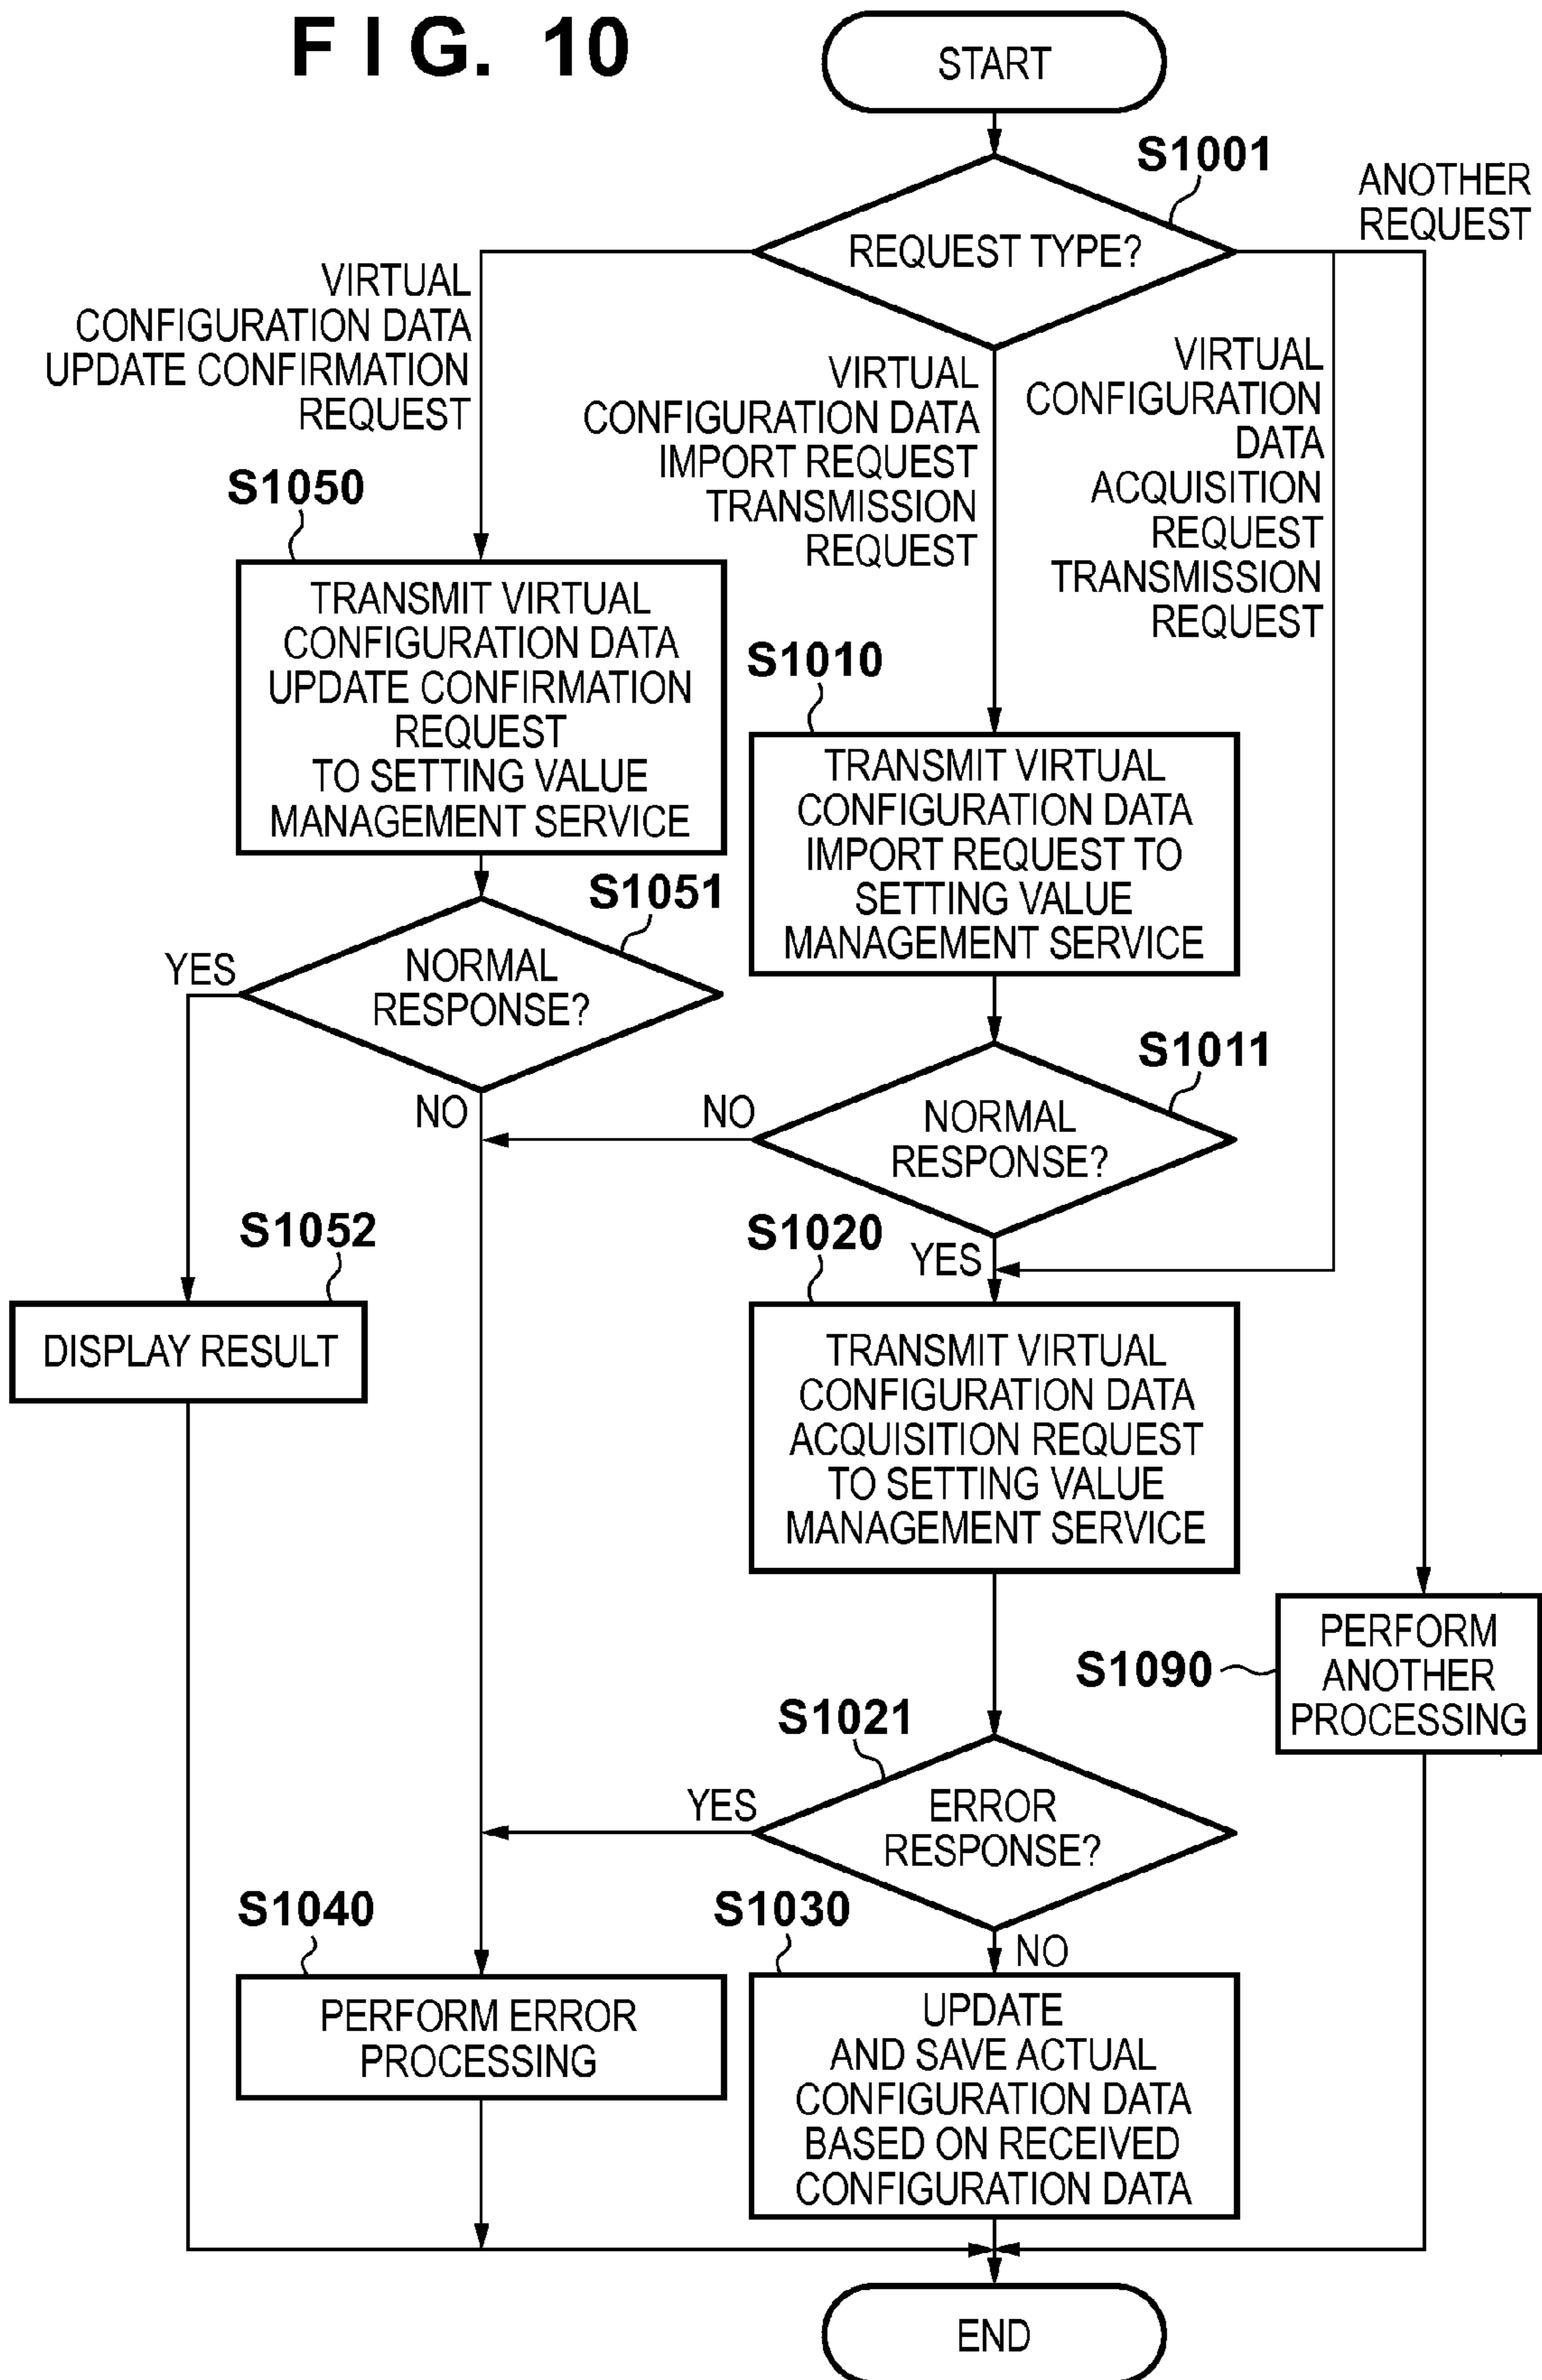 FIG. 10
START
S1001
REQUEST TYPE?
ANOTHER
REQUEST
VIRTUAL
CONFIGURATION DATA
UPDATE CONFIRMATION
REQUEST
VIRTUAL
CONFIGURATION DATA
IMPORT REQUEST
TRANSMISSION
REQUEST
VIRTUAL
CONFIGURATION
DATA
ACQUISITION
REQUEST
TRANSMISSION
REQUEST
S1050
TRANSMIT VIRTUAL
CONFIGURATION DATA
UPDATE CONFIRMATION
REQUEST
TO SETTING VALUE
MANAGEMENT SERVICE
S1010
TRANSMIT VIRTUAL
CONFIGURATION DATA
IMPORT REQUEST TO
SETTING VALUE
MANAGEMENT SERVICE
S1051
NORMAL
RESPONSE?
YES
NO
S1011
NORMAL
RESPONSE?
NO
YES
S1052
DISPLAY RESULT
S1020
TRANSMIT VIRTUAL
CONFIGURATION DATA
ACQUISITION REQUEST
TO SETTING VALUE
MANAGEMENT SERVICE
S1090
PERFORM
ANOTHER
PROCESSING
S1021
ERROR
RESPONSE?
YES
NO
S1040
PERFORM ERROR
PROCESSING
S1030
UPDATE
AND SAVE ACTUAL
CONFIGURATION DATA
BASED ON RECEIVED
CONFIGURATION DATA
END